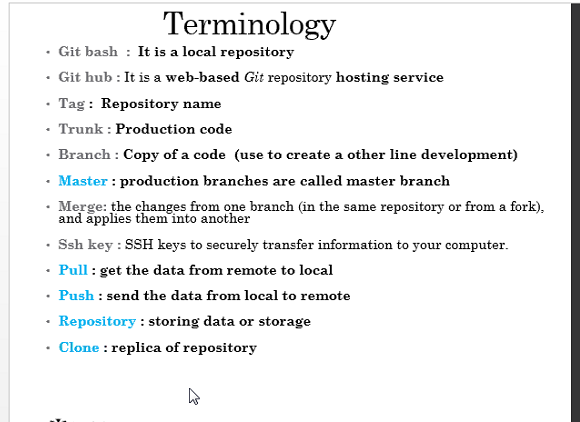 Terminology
• Git bash : It is a local repository
• Git hub : It is a web-based Git repository hosting service
• Tag : Repository name
• Trunk : Production code
• Branch : Copy of a code (use to create a other line development)
• Master : production branches are called master branch
• Merge: the changes from one branch (in the same repository or from a fork),
and applies them into another
• Ssh key : SSH keys to securely transfer information to your computer.
• Pull : get the data from remote to local
• Push : send the data from local to remote
• Repository : storing data or storage
• Clone : replica of repository